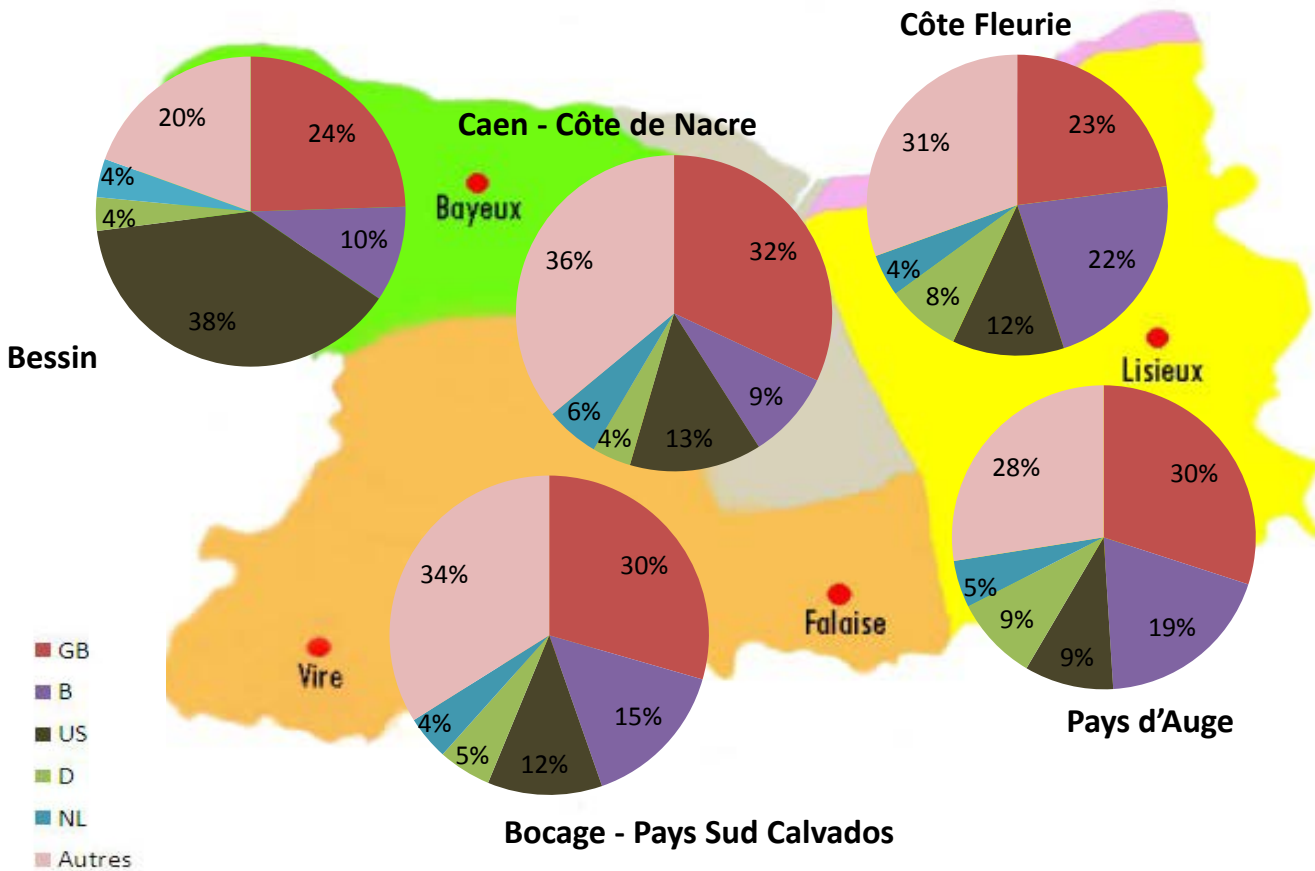 Côte Fleurie
23%
22%
12%
8%
4%
31%
Caen - Côte de Nacre
32%
9%
13%
4%
6%
36%
Bessin
24%
10%
38%
4%
4%
20%
Bayeux
Lisieux
Pays d’Auge
30%
19%
9%
9%
5%
28%
Falaise
Vire
Bocage - Pays Sud Calvados
30%
15%
12%
5%
4%
34%
GB
B
US
D
NL
Autres